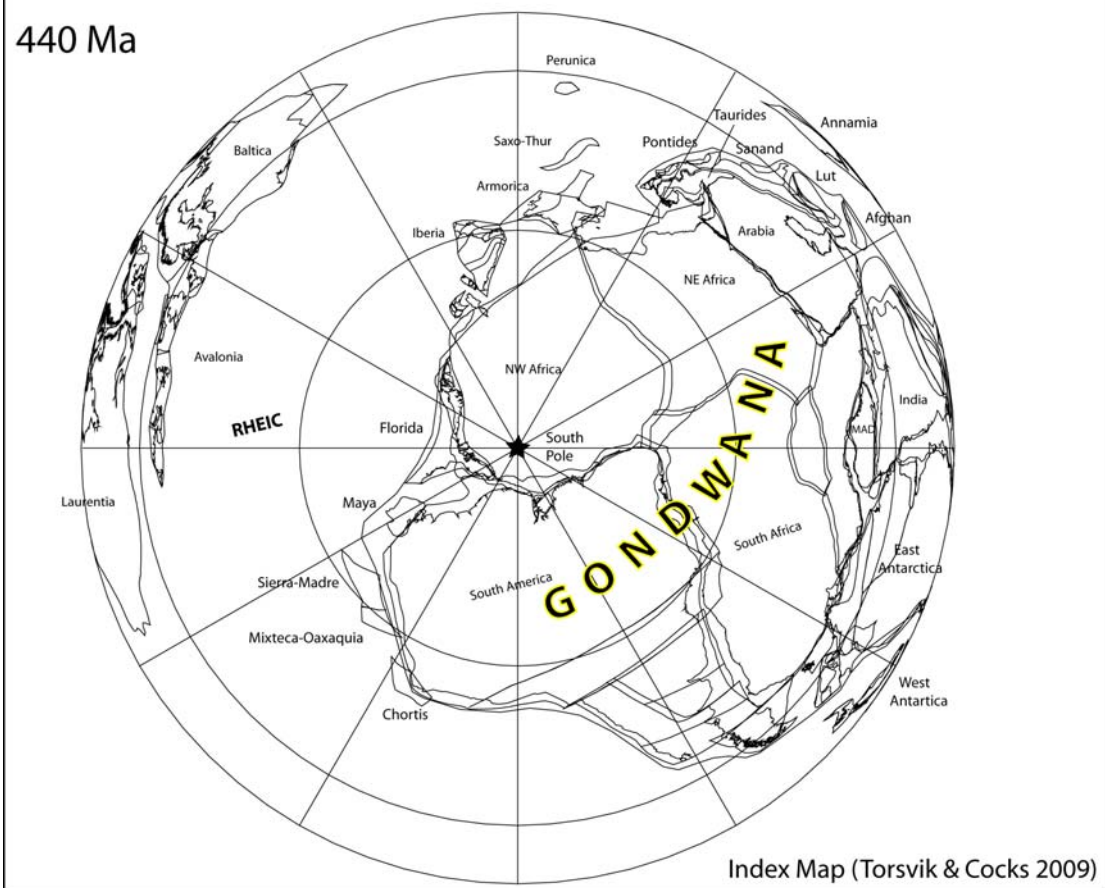 440 Ma
Perunica
Taurides
Annamia
Saxo-Thur
Pontides
Sanand
Baltica
Lut
Armorica
Afghan
Iberia
Arabia
NE Africa
Avalonia
NW Africa
GONDWANA
India
RHEIC
Florida
MAD
South
Pole
Laurentia
Maya
South Africa
East
Antarctica
Sierra-Madre
South America
Mixteca-Oaxaquia
West
Antartica
Chortis
Index Map (Torsvik & Cocks 2009)